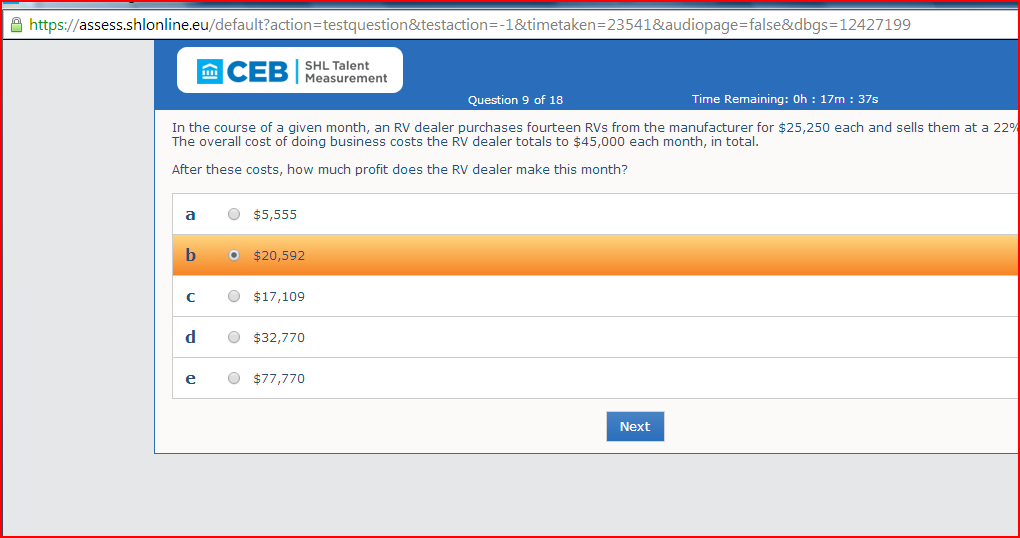 https://assess.shlonline.eu/default?action=testquestion&testaction=-1&timetaken=23541&audiopage=false&dbgs=12427199
CEB SHL Talent
Measurement
Question 9 of 18 Time Remaining: 0h : 17m : 37s
In the course of a given month, an RV dealer purchases fourteen RVs from the manufacturer for $25,250 each and sells them at a 22%
The overall cost of doing business costs the RV dealer totals to $45,000 each month, in total.
After these costs, how much profit does the RV dealer make this month?
a $5,555
b $20,592
c $17,109
d $32,770
e $77,770
Next